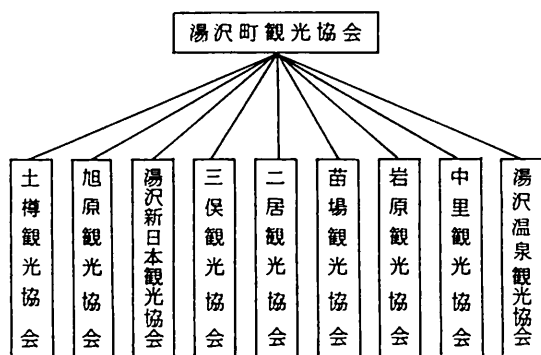 湯沢町観光協会
土樽観光協会
旭原観光協会
湯沢新日本観光協会
三俣観光協会
二居観光協会
苗場観光協会
岩原観光協会
中里観光協会
湯沢温泉観光協会